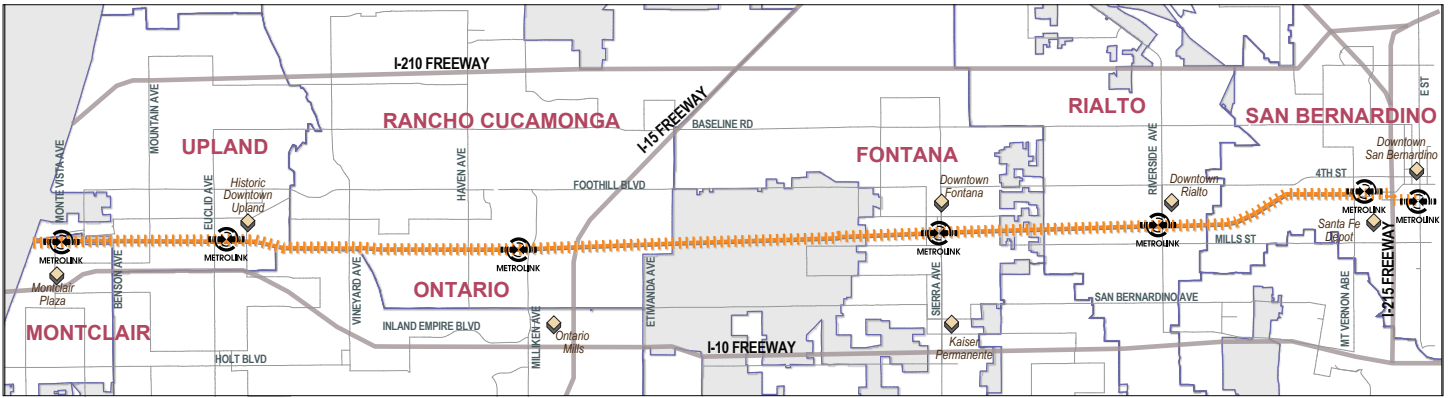 I-210 FREEWAY
RANCHO CUCAMONGA
I-15 FREEWAY
BASELINE RD
RIALTO
SAN BERNARDINO
E ST
MOUNTAIN AVE
UPLAND
MONTE VISTA AVE
EUCLID AVE
Historic
Downtown
Upland
HAVEN AVE
FOOTHILL BLVD
FONTANA
Downtown
Fontana
RIVERSIDE AVE
Downtown
Rialto
4TH ST
Downtown
San Bernardino
METROLINK
METROLINK
METROLINK
METROLINK
METROLINK
METROLINK
METROLINK
MILLS ST
Santa Fe
Depot
Montclair
Plaza
BENSON AVE
MONTCLAIR
VINEYARD AVE
ONTARIO
INLAND EMPIRE BLVD
HOLT BLVD
MILLIKEN AVE
Ontario
Mills
ETIWANDA AVE
I-10 FREEWAY
SIERRA AVE
Kaiser
Permanente
SAN BERNARDINO AVE
MT VERNON ABE
I-215 FREEWAY